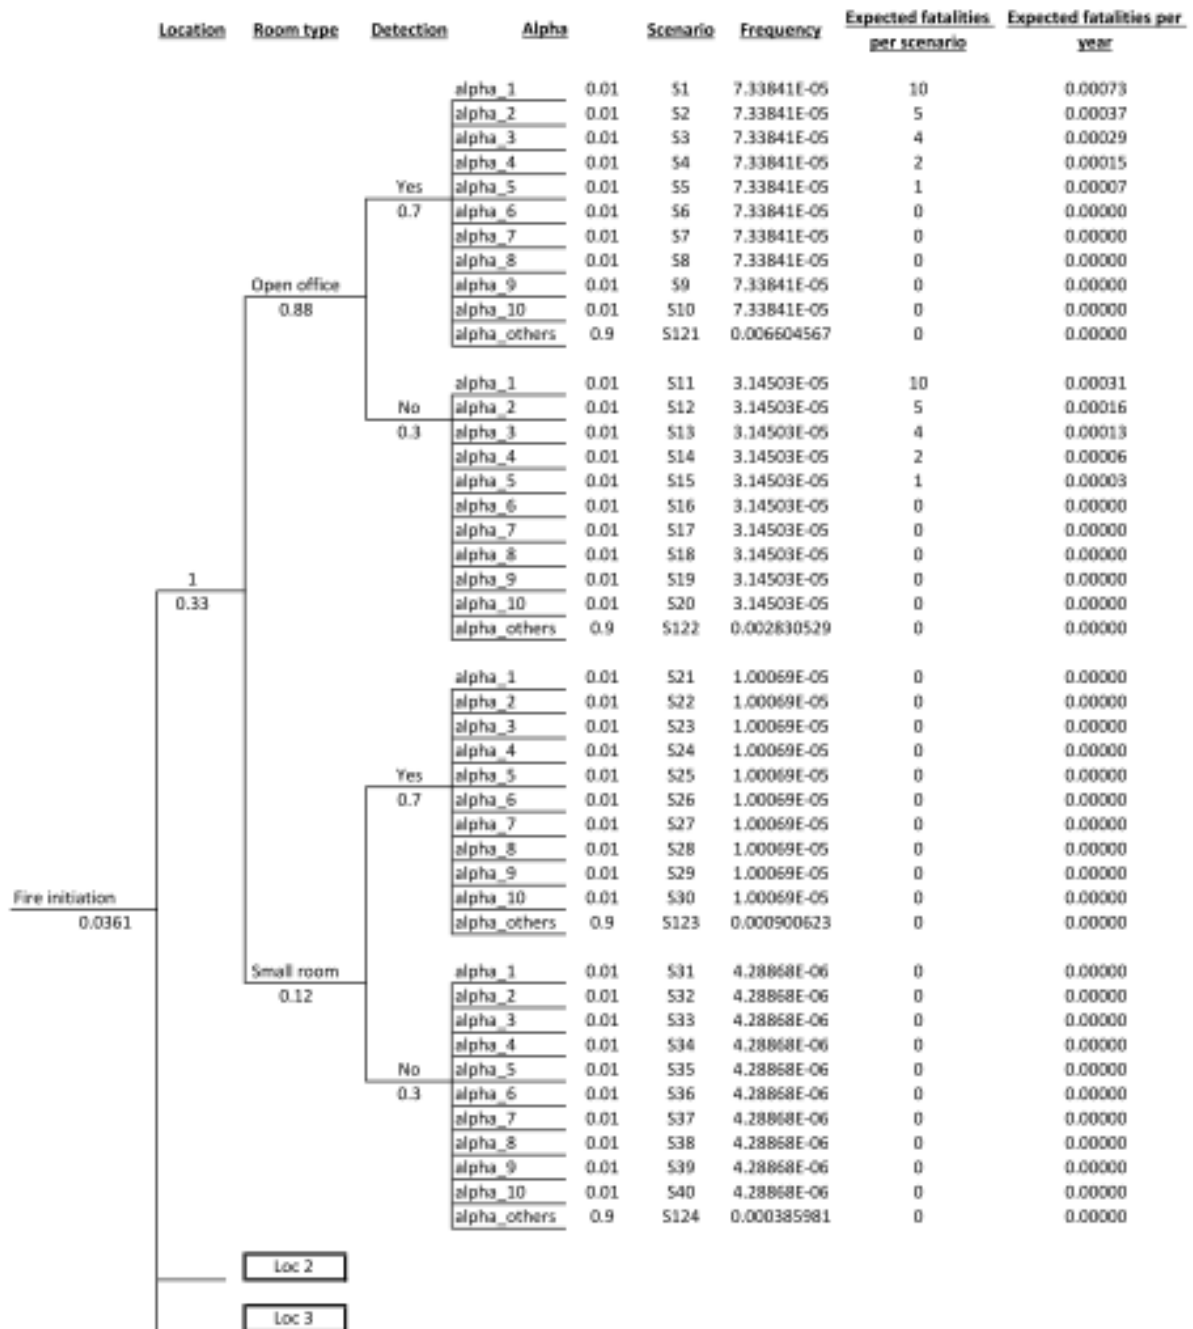 Location Room type Detection Alpha Scenario Frequency Expected fatalities per scenario Expected fatalities per year
alpha_1 0.01 S1 7.33841E-05 10 0.00073
alpha_2 0.01 S2 7.33841E-05 5 0.00037
alpha_3 0.01 S3 7.33841E-05 4 0.00029
alpha_4 0.01 S4 7.33841E-05 2 0.00015
Yes alpha_5 0.01 S5 7.33841E-05 1 0.00007
0.7 alpha_6 0.01 S6 7.33841E-05 0 0.00000
alpha_7 0.01 S7 7.33841E-05 0 0.00000
alpha_8 0.01 S8 7.33841E-05 0 0.00000
Open office alpha_9 0.01 S9 7.33841E-05 0 0.00000
0.88 alpha_10 0.01 S10 7.33841E-05 0 0.00000
alpha_others 0.9 S121 0.006604567 0 0.00000
alpha_1 0.01 S11 3.14503E-05 10 0.00031
No alpha_2 0.01 S12 3.14503E-05 5 0.00016
0.3 alpha_3 0.01 S13 3.14503E-05 4 0.00013
alpha_4 0.01 S14 3.14503E-05 2 0.00006
alpha_5 0.01 S15 3.14503E-05 1 0.00003
alpha_6 0.01 S16 3.14503E-05 0 0.00000
alpha_7 0.01 S17 3.14503E-05 0 0.00000
alpha_8 0.01 S18 3.14503E-05 0 0.00000
1 alpha_9 0.01 S19 3.14503E-05 0 0.00000
0.33 alpha_10 0.01 S20 3.14503E-05 0 0.00000
alpha_others 0.9 S122 0.002830529 0 0.00000
alpha_1 0.01 S21 1.00069E-05 0 0.00000
alpha_2 0.01 S22 1.00069E-05 0 0.00000
alpha_3 0.01 S23 1.00069E-05 0 0.00000
alpha_4 0.01 S24 1.00069E-05 0 0.00000
Yes alpha_5 0.01 S25 1.00069E-05 0 0.00000
0.7 alpha_6 0.01 S26 1.00069E-05 0 0.00000
alpha_7 0.01 S27 1.00069E-05 0 0.00000
alpha_8 0.01 S28 1.00069E-05 0 0.00000
alpha_9 0.01 S29 1.00069E-05 0 0.00000
Fire initiation alpha_10 0.01 S30 1.00069E-05 0 0.00000
0.0361 alpha_others 0.9 S123 0.000900623 0 0.00000
Small room alpha_1 0.01 S31 4.28868E-06 0 0.00000
0.12 alpha_2 0.01 S32 4.28868E-06 0 0.00000
alpha_3 0.01 S33 4.28868E-06 0 0.00000
alpha_4 0.01 S34 4.28868E-06 0 0.00000
No alpha_5 0.01 S35 4.28868E-06 0 0.00000
0.3 alpha_6 0.01 S36 4.28868E-06 0 0.00000
alpha_7 0.01 S37 4.28868E-06 0 0.00000
alpha_8 0.01 S38 4.28868E-06 0 0.00000
alpha_9 0.01 S39 4.28868E-06 0 0.00000
alpha_10 0.01 S40 4.28868E-06 0 0.00000
alpha_others 0.9 S124 0.000385981 0 0.00000
Loc 2
Loc 3